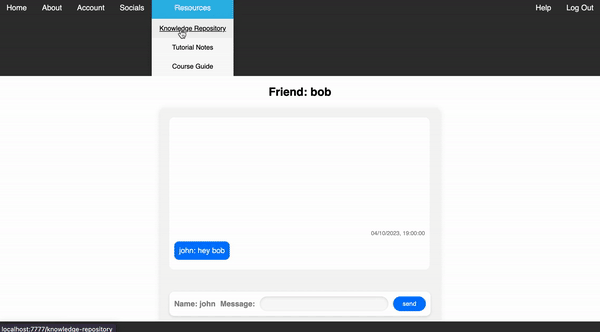 Home About Account Socials Resources Help Log Out
Knowledge Repository
Tutorial Notes
Course Guide
Friend: bob
04/10/2023, 19:00:00
john: hey bob
Name: john Message: send
localhost:7777/knowledge-repository